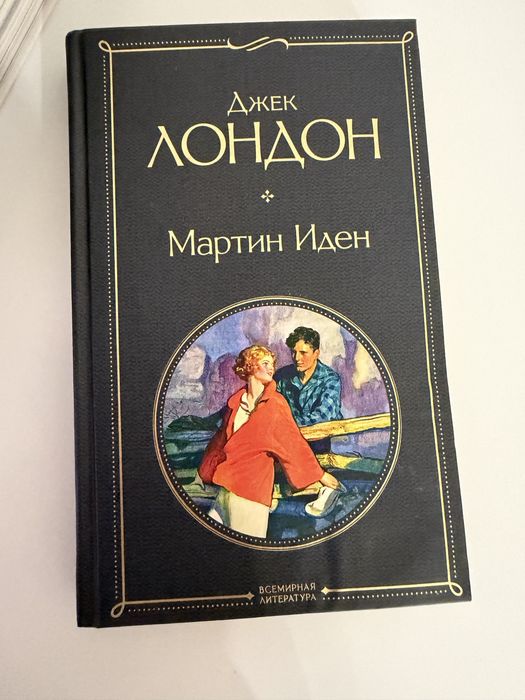 Джек
ЛОНДОН
Мартин Иден
ВСЕМИРНАЯ
ЛИТЕРАТУРА